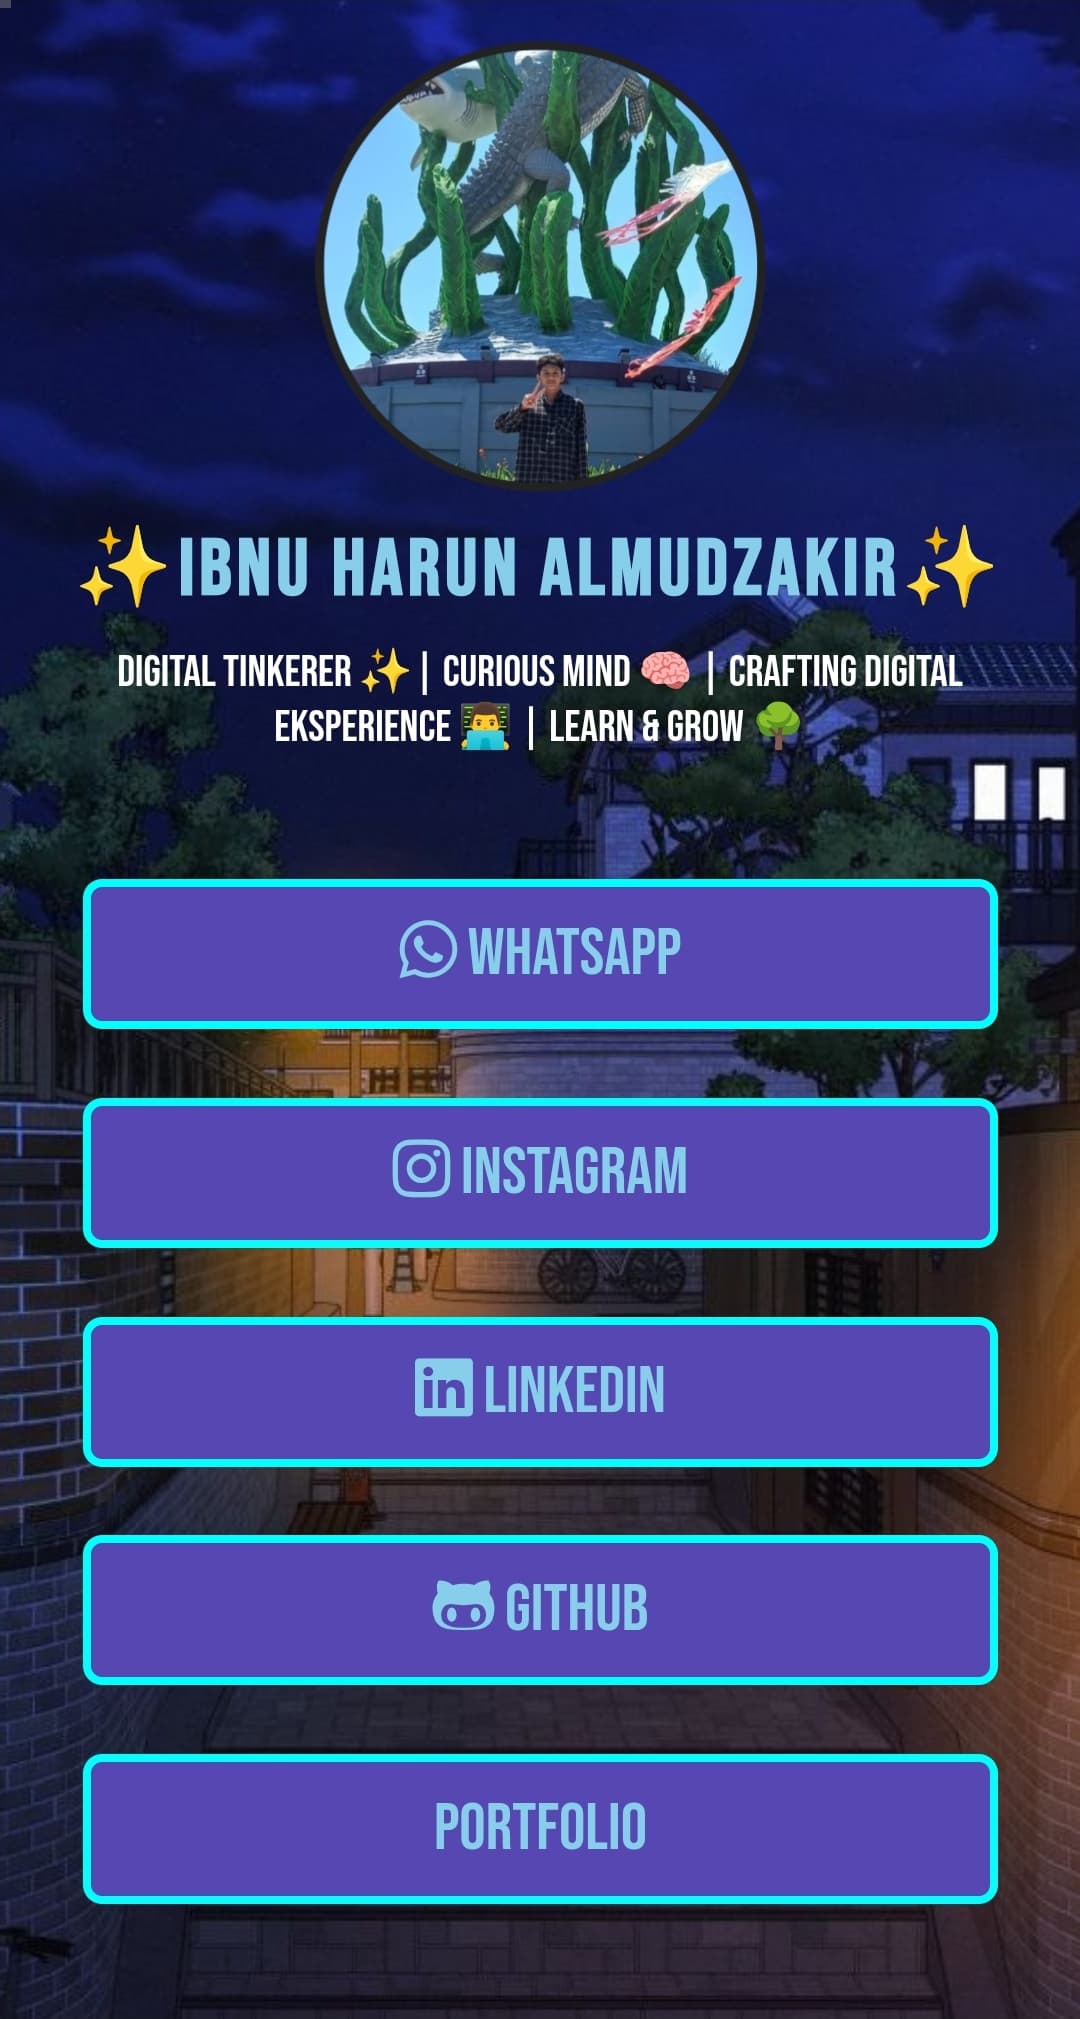 ✨IBNU HARUN ALMUDZAKIR✨
DIGITAL TINKERER ✨ | CURIOUS MIND 🧠 | CRAFTING DIGITAL
EKSPERIENCE 👨‍💻 | LEARN & GROW 🌳
WHATSAPP
INSTAGRAM
LINKEDIN
GITHUB
PORTFOLIO